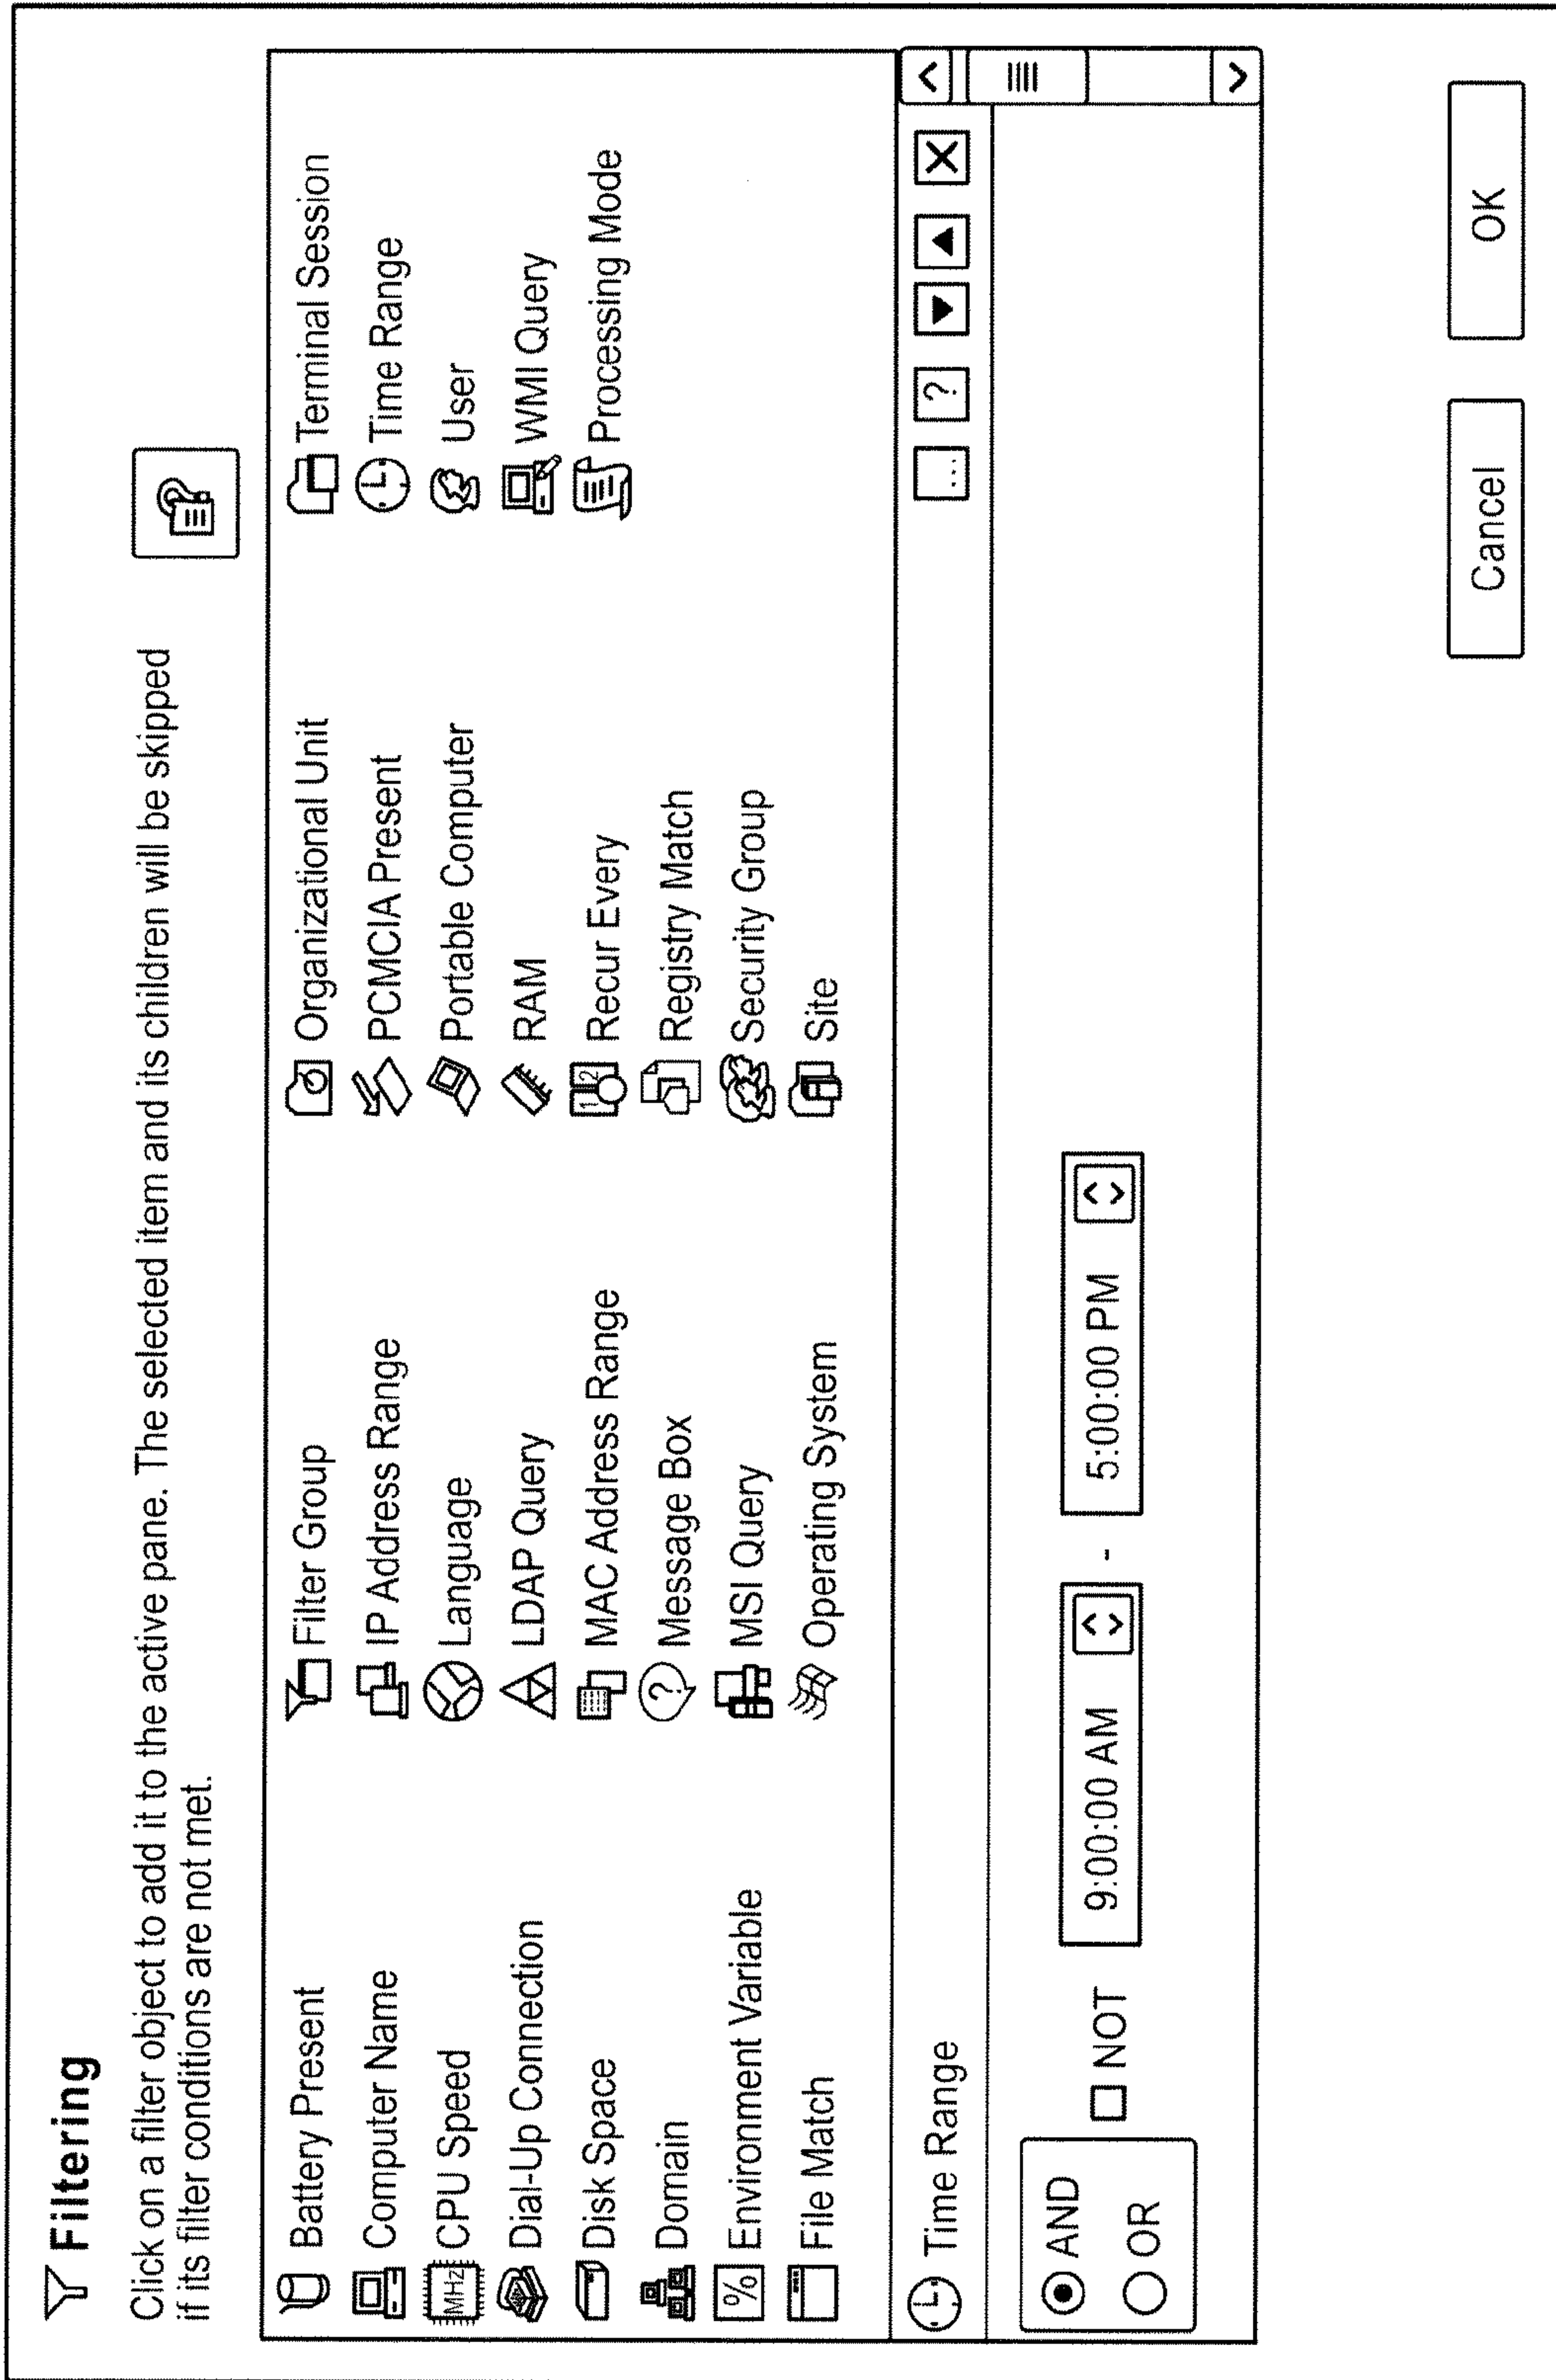 Filtering
Click on a filter object to add it to the active pane. The selected item and its children will be skipped
if its filter conditions are not met.
Battery Present
Computer Name
MHz CPU Speed
Dial-Up Connection
Disk Space
Domain
% Environment Variable
File Match
Filter Group
IP Address Range
Language
LDAP Query
MAC Address Range
? Message Box
MSI Query
Operating System
Organizational Unit
PCMCIA Present
Portable Computer
RAM
1 2 Recur Every
Registry Match
Security Group
Site
Terminal Session
Time Range
User
WMI Query
Processing Mode
Time Range ... ? X
AND
OR
NOT 9:00:00 AM - 5:00:00 PM
Cancel OK